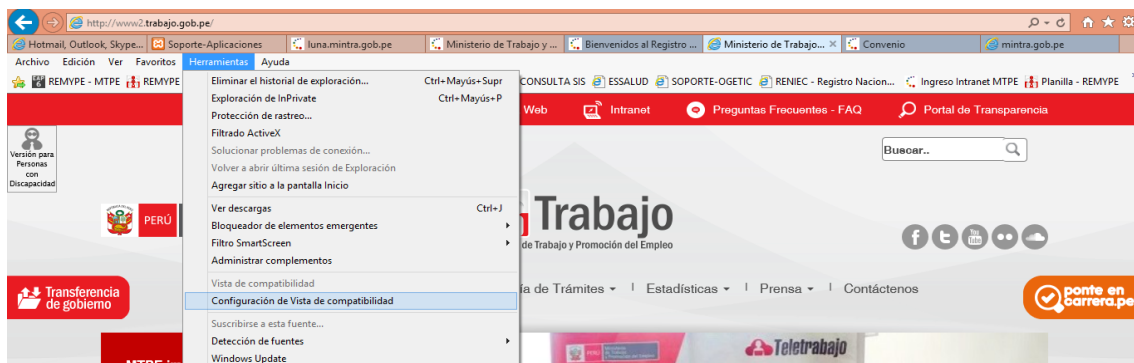 http://www2.trabajo.gob.pe/
Hotmail, Outlook, Skype... Soporte-Aplicaciones luna.mintra.gob.pe Ministerio de Trabajo y ... Bienvenidos al Registro ... Ministerio de Trabajo... × Convenio mintra.gob.pe
Archivo Edición Ver Favoritos Herramientas Ayuda
REMYPE - MTPE REMYPE CONSULTA SIS ESSALUD SOPORTE-OGETIC RENIEC - Registro Nacion... Ingreso Intranet MTPE Planilla - REMYPE
Eliminar el historial de exploración... Ctrl+Mayús+Supr
Exploración de InPrivate Ctrl+Mayús+P
Protección de rastreo...
Filtrado ActiveX
Solucionar problemas de conexión...
Volver a abrir última sesión de Exploración
Agregar sitio a la pantalla Inicio
Ver descargas Ctrl+J
Bloqueador de elementos emergentes
Filtro SmartScreen
Administrar complementos
Vista de compatibilidad
Configuración de Vista de compatibilidad
Suscribirse a esta fuente...
Detección de fuentes
Windows Update
Web Intranet Preguntas Frecuentes - FAQ Portal de Transparencia
Versión para
Personas
con
Discapacidad
Buscar..
PERÚ
Trabajo
de Trabajo y Promoción del Empleo
ía de Trámites Estadísticas Prensa Contáctenos
Transferencia
de gobierno
ponte en
carrera.pe
Teletrabajo